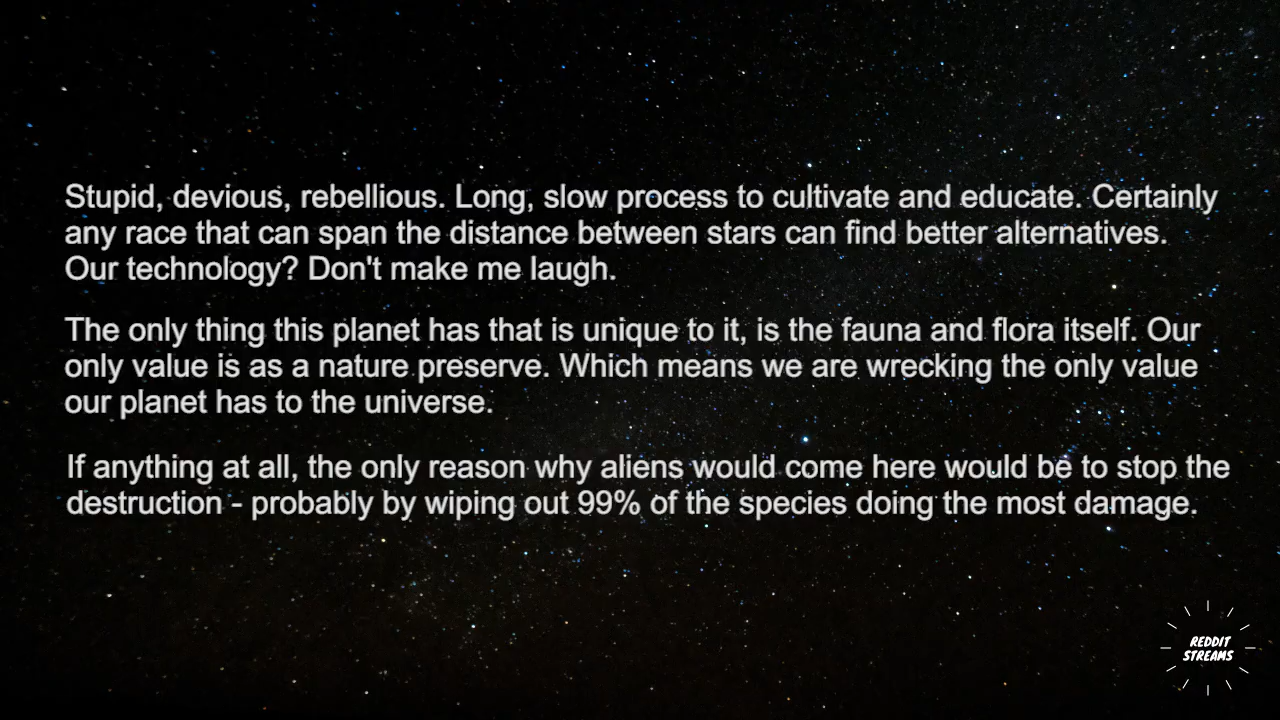 Stupid, devious, rebellious. Long, slow process to cultivate and educate. Certainly
any race that can span the distance between stars can find better alternatives.
Our technology? Don't make me laugh.
The only thing this planet has that is unique to it, is the fauna and flora itself. Our
only value is as a nature preserve. Which means we are wrecking the only value
our planet has to the universe.
If anything at all, the only reason why aliens would come here would be to stop the
destruction - probably by wiping out 99% of the species doing the most damage.
REDDIT
STREAMS